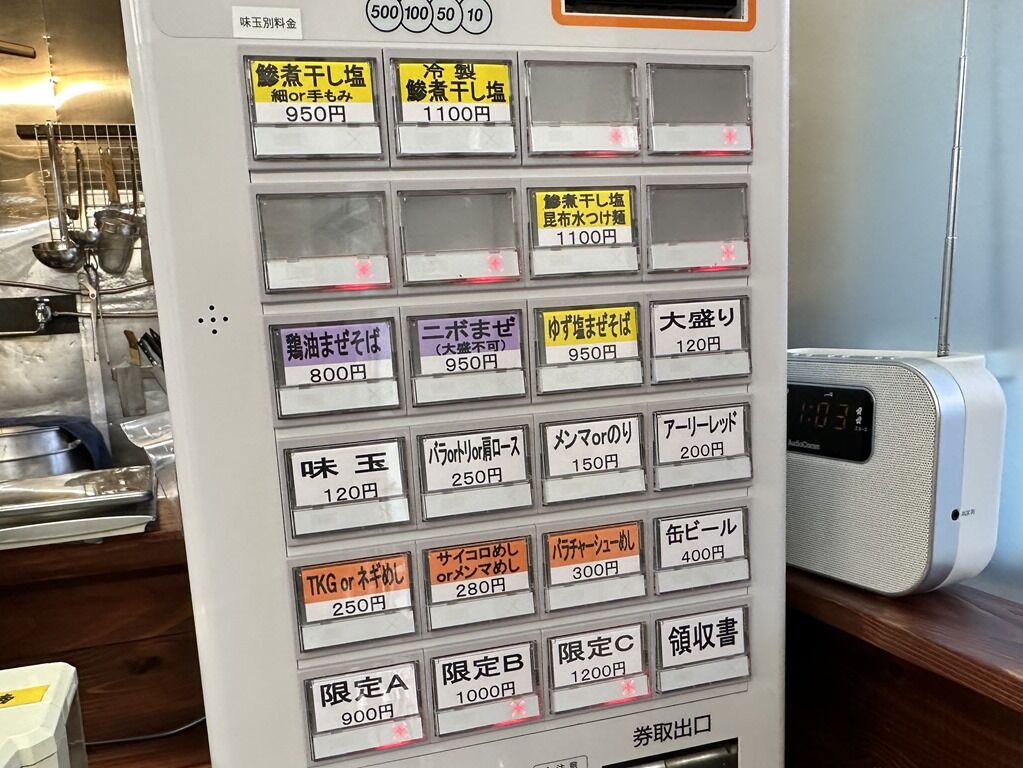 味玉別料金
500 100 50 10
鯵煮干し塩
細or手もみ
950円
冷製
鯵煮干し塩
1100円
鯵煮干し塩
昆布水つけ麺
1100円
鶏油まぜそば
800円
ニボまぜ
(大盛不可)
950円
ゆず塩まぜそば
950円
大盛り
120円
味玉
120円
バラorトリor肩ロース
250円
メンマorのり
150円
アーリーレッド
200円
TKG or ネギめし
250円
サイコロめし
orメンマめし
280円
バラチャーシューめし
300円
缶ビール
400円
限定A
900円
限定B
1000円
限定C
1200円
領収書
券取出口
1:03
AudioComm
AUX IN